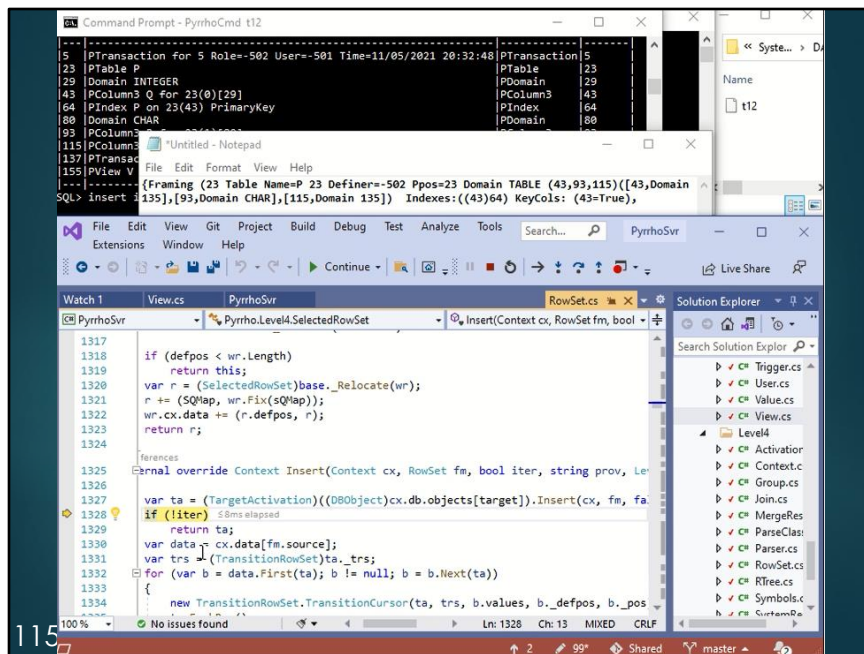 Command Prompt - PyrrhoCmd t12
|---|---|---|---|
|5 |PTransaction for 5 Role=-502 User=-501 Time=11/05/2021 20:32:48|PTransaction|5 |
|23 |PTable P |PTable |23 |
|29 |Domain INTEGER |PDomain |29 |
|43 |PColumn3 Q for 23(0)[29] |PColumn3 |43 |
|64 |PIndex P on 23(43) PrimaryKey |PIndex |64 |
|80 |Domain CHAR |PDomain |80 |
|93 |PColumn3
|115|PColumn3
|137|PTransac
|155|PView V
|---|
SQL> insert i
« Syste... > DA
Name
t12
*Untitled - Notepad
File Edit Format View Help
{Framing (23 Table Name=P 23 Definer=-502 Ppos=23 Domain TABLE (43,93,115)([43,Domain
135],[93,Domain CHAR],[115,Domain 135]) Indexes:((43)64) KeyCols: (43=True),
File Edit View Git Project Build Debug Test Analyze Tools Search... PyrrhoSvr
Extensions Window Help
Continue Live Share
Watch 1 View.cs PyrrhoSvr RowSet.cs Solution Explorer
PyrrhoSvr Pyrrho.Level4.SelectedRowSet Insert(Context cx, RowSet fm, bool
Search Solution Explor
1317
1318 if (defpos < wr.Length)
1319 return this;
1320 var r = (SelectedRowSet)base._Relocate(wr);
1321 r += (SQMap, wr.Fix(sQMap));
1322 wr.cx.data += (r.defpos, r);
1323 return r;
1324
ferences
1325 ernal override Context Insert(Context cx, RowSet fm, bool iter, string prov, Le
1326
1327 var ta = (TargetActivation)((DBObject)cx.db.objects[target]).Insert(cx, fm, fa
1328 if (!iter) ≤8ms elapsed
1329 return ta;
1330 var data = cx.data[fm.source];
1331 var trs = (TransitionRowSet)ta._trs;
1332 for (var b = data.First(ta); b != null; b = b.Next(ta))
1333 {
1334 new TransitionRowSet.TransitionCursor(ta, trs, b.values, b._defpos, b._pos
Trigger.cs
User.cs
Value.cs
View.cs
Level4
Activation
Context.c
Group.cs
Join.cs
MergeRes
ParseClas
Parser.cs
RowSet.cs
RTree.cs
Symbols.c
SystemRe
100 % No issues found Ln: 1328 Ch: 13 MIXED CRLF
2 99* Shared master 2
115